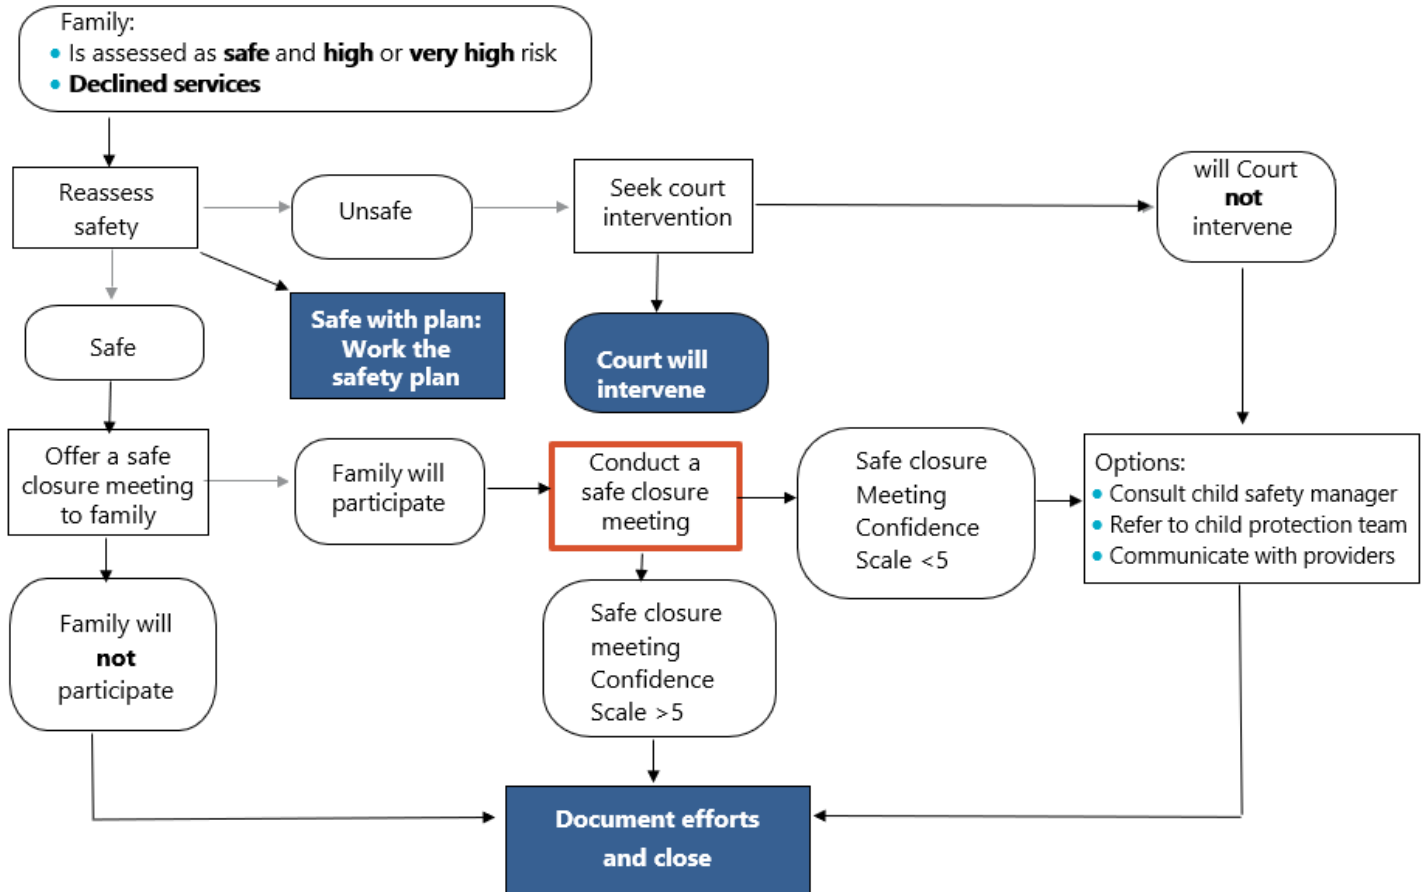 Family:
• Is assessed as safe and high or very high risk
• Declined services
Reassess
safety
Unsafe
Seek court
intervention
will Court
not
intervene
Safe
Safe with plan:
Work the
safety plan
Court will
intervene
Offer a safe
closure meeting
to family
Family will
participate
Conduct a
safe closure
meeting
Safe closure
Meeting
Confidence
Scale <5
Options:
• Consult child safety manager
• Refer to child protection team
• Communicate with providers
Family will
not
participate
Safe closure
meeting
Confidence
Scale >5
Document efforts
and close